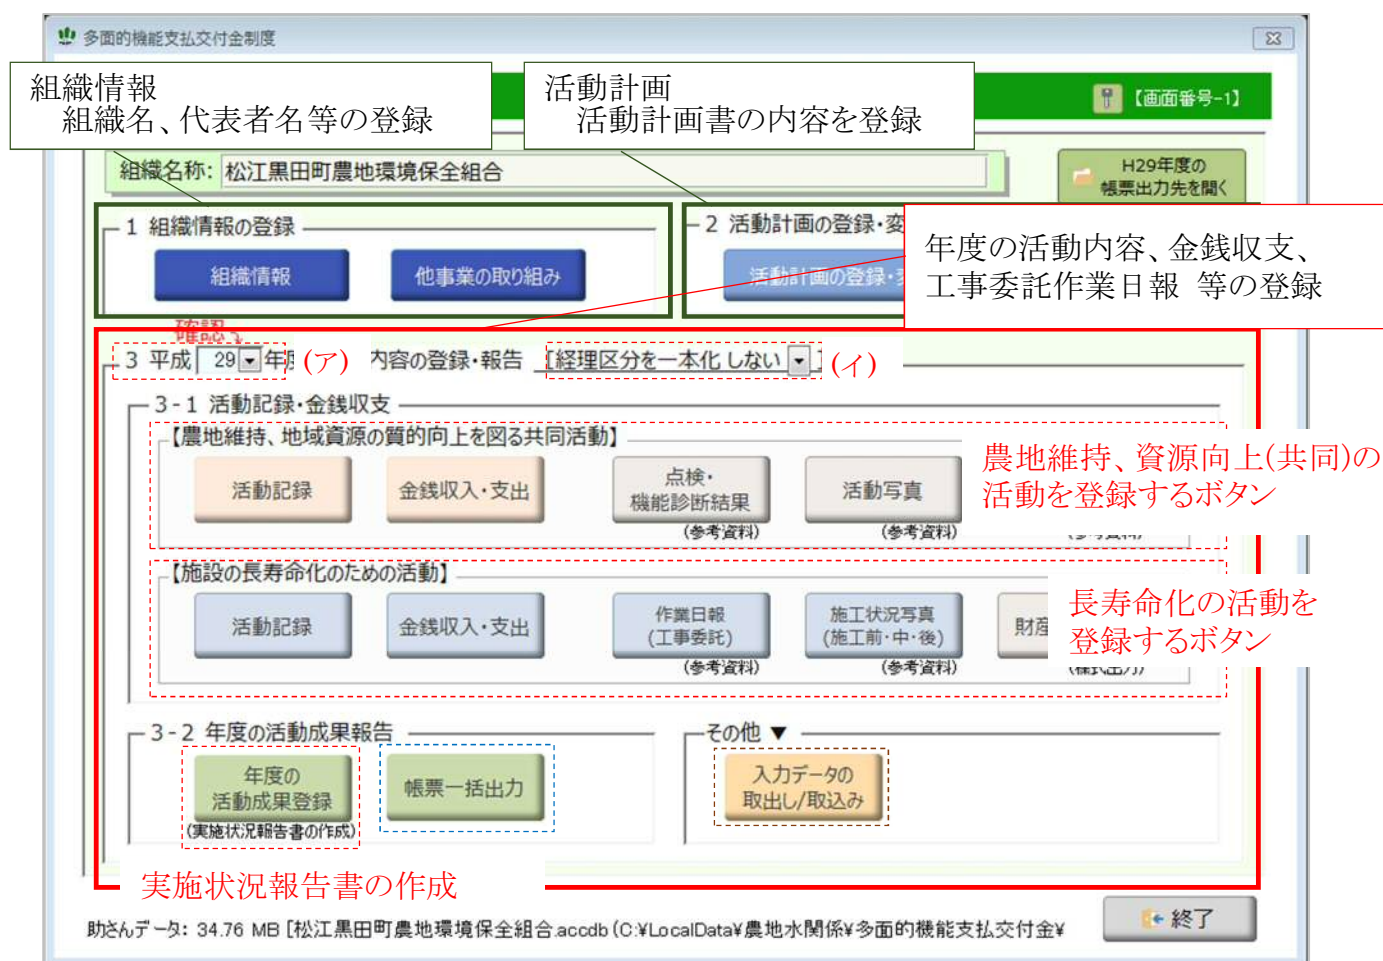 多面的機能支払交付金制度
組織情報
組織名、代表者名等の登録
活動計画
活動計画書の内容を登録
【画面番号-1】
組織名称: 松江黒田町農地環境保全組合
H29年度の
帳票出力先を開く
1 組織情報の登録
2 活動計画の登録・変
組織情報
他事業の取り組み
活動計画の登録・変
年度の活動内容、金銭収支、
工事委託作業日報 等の登録
確認
3 平成 29 年度 (ア) 内容の登録・報告 [経理区分を一本化 しない ] (イ)
3-1 活動記録・金銭収支
【農地維持、地域資源の質的向上を図る共同活動】
活動記録
金銭収入・支出
点検・
機能診断結果
(参考資料)
活動写真
(参考資料)
(参考資料)
農地維持、資源向上(共同)の
活動を登録するボタン
【施設の長寿命化のための活動】
活動記録
金銭収入・支出
作業日報
(工事委託)
(参考資料)
施工状況写真
(施工前・中・後)
(参考資料)
財産
(様式出力)
長寿命化の活動を
登録するボタン
3-2 年度の活動成果報告
年度の
活動成果登録
(実施状況報告書の作成)
帳票一括出力
その他 ▼
入力データの
取出し/取込み
実施状況報告書の作成
助さんデータ: 34.76 MB [松江黒田町農地環境保全組合.accdb (C:¥LocalData¥農地水関係¥多面的機能支払交付金¥
終了